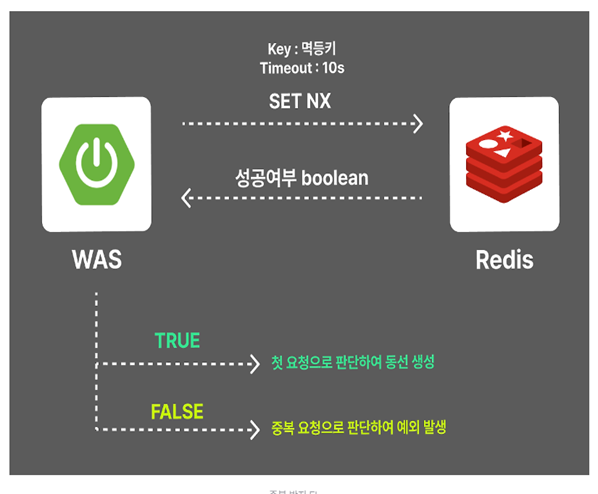 Key : 멱등키
Timeout : 10s
SET NX
성공여부 boolean
WAS
Redis
TRUE
첫 요청으로 판단하여 동선 생성
FALSE
중복 요청으로 판단하여 예외 발생